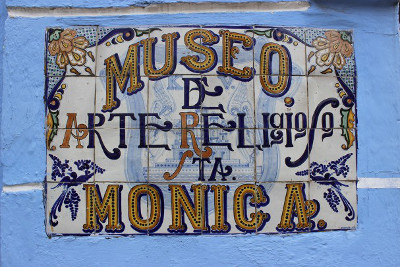 MUSEO
DE
ARTE RELIGIOSO
STA.
MONICA.